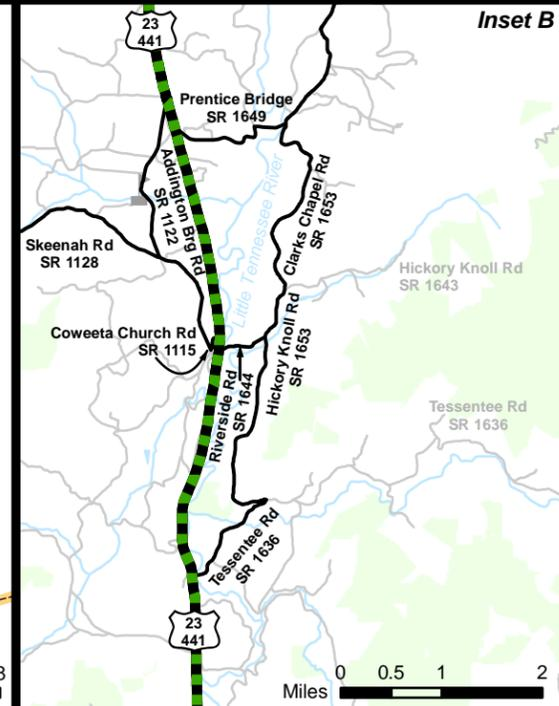 Inset B
23
441
Prentice Bridge
SR 1649
Addington Brg Rd
SR 1122
Little Tennessee River
Clarks Chapel Rd
SR 1653
Skeenah Rd
SR 1128
Hickory Knoll Rd
SR 1643
Coweeta Church Rd
SR 1115
Riverside Rd
SR 1644
Hickory Knoll Rd
SR 1653
Tessentee Rd
SR 1636
Tessentee Rd
SR 1636
23
441
3
Miles
0 0.5 1 2